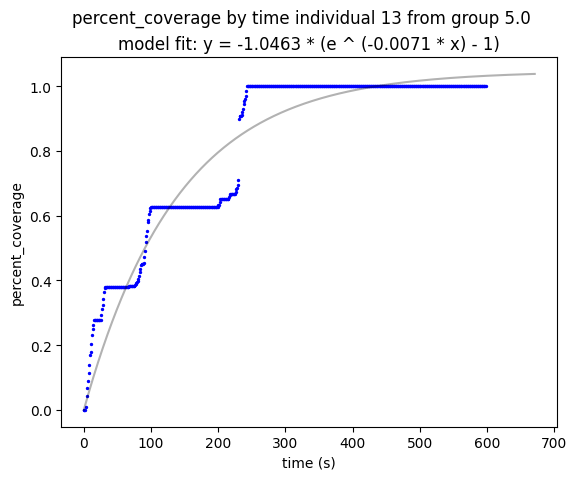 percent_coverage by time individual 13 from group 5.0
model fit: y = -1.0463 * (e ^ (-0.0071 * x) - 1)
1.0
0.8
0.6
0.4
0.2
0.0
percent_coverage
0 100 200 300 400 500 600 700
time (s)